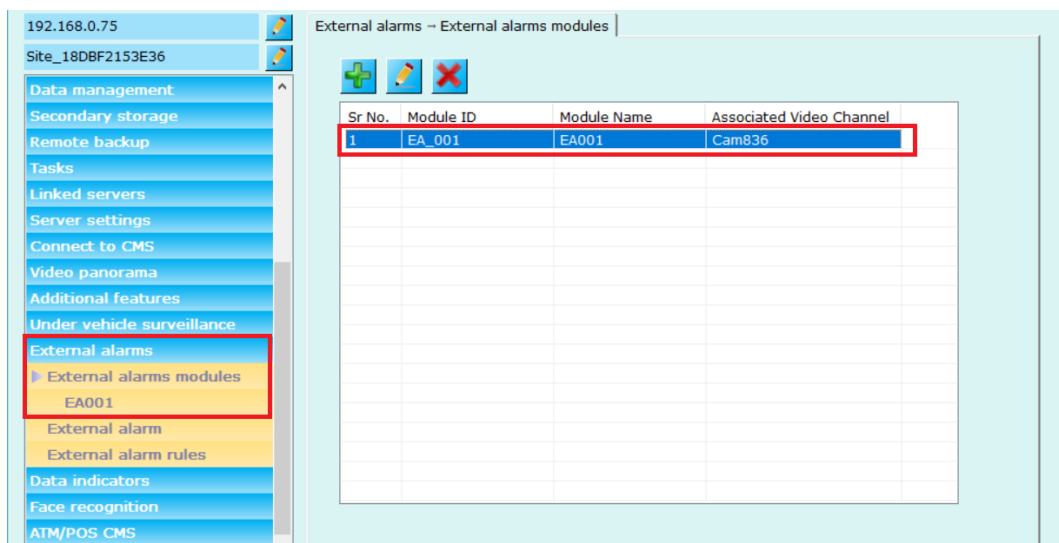 192.168.0.75
Site_18DBF2153E36
Data management
Secondary storage
Remote backup
Tasks
Linked servers
Server settings
Connect to CMS
Video panorama
Additional features
Under vehicle surveillance
External alarms
External alarms modules
EA001
External alarm
External alarm rules
Data indicators
Face recognition
ATM/POS CMS
External alarms → External alarms modules
Sr No. Module ID Module Name Associated Video Channel
1 EA_001 EA001 Cam836